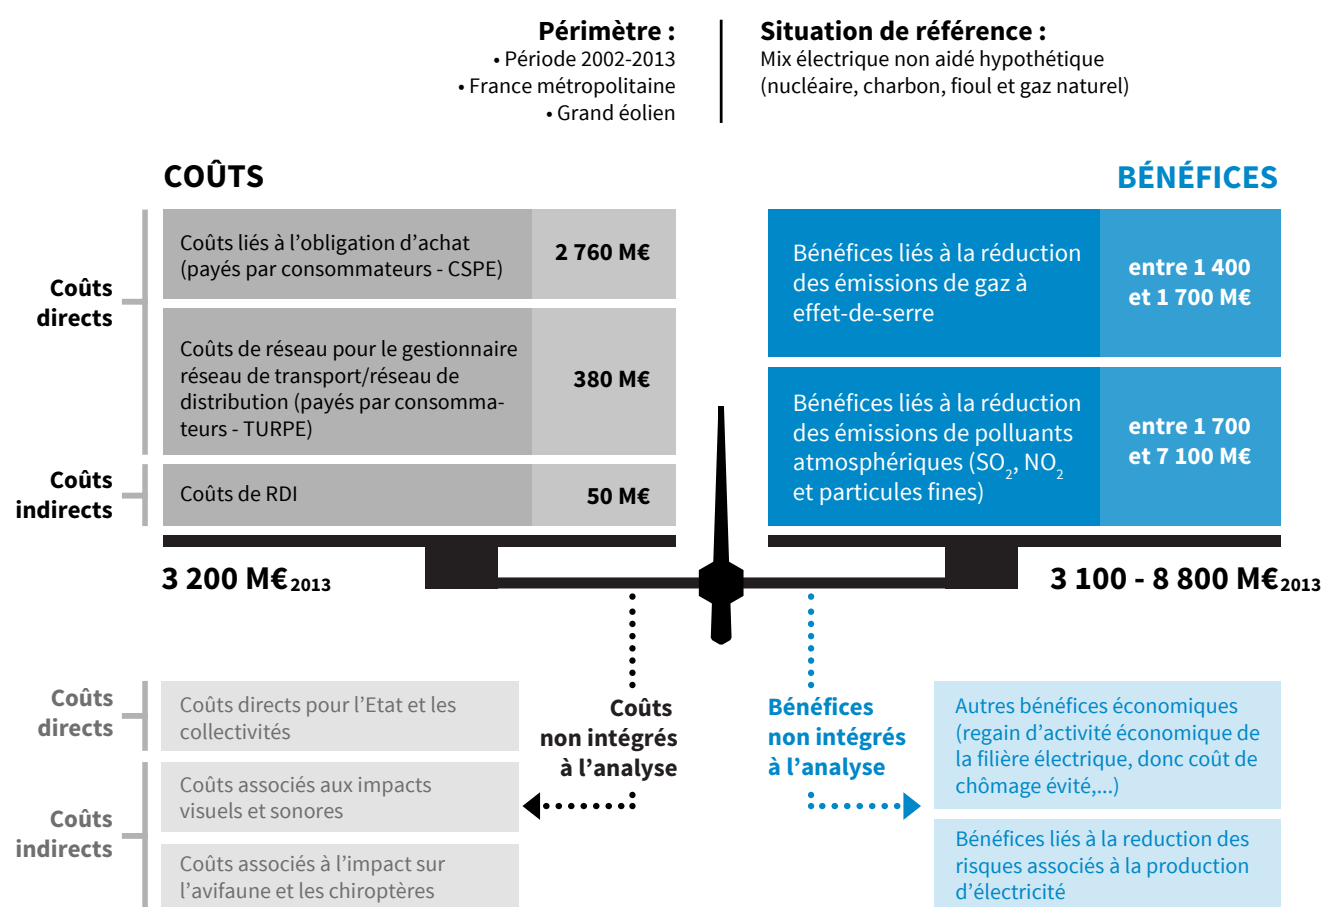 Périmètre :
• Période 2002-2013
• France métropolitaine
• Grand éolien
Situation de référence :
Mix électrique non aidé hypothétique
(nucléaire, charbon, fioul et gaz naturel)
COÛTS
Coûts
directs
Coûts liés à l’obligation d’achat
(payés par consommateurs - CSPE)
2 760 M€
Coûts de réseau pour le gestionnaire
réseau de transport/réseau de
distribution (payés par consomma-
teurs - TURPE)
380 M€
Coûts
indirects
Coûts de RDI
50 M€
3 200 M€2013
BÉNÉFICES
Bénéfices liés à la réduction
des émissions de gaz à
effet-de-serre
entre 1 400
et 1 700 M€
Bénéfices liés à la réduction
des émissions de polluants
atmosphériques (SO2, NO2
et particules fines)
entre 1 700
et 7 100 M€
3 100 - 8 800 M€2013
Coûts
directs
Coûts directs pour l’Etat et les
collectivités
Coûts
indirects
Coûts associés aux impacts
visuels et sonores
Coûts associés à l’impact sur
l’avifaune et les chiroptères
Coûts
non intégrés
à l’analyse
Bénéfices
non intégrés
à l’analyse
Autres bénéfices économiques
(regain d’activité économique de
la filière électrique, donc coût de
chômage évité,...)
Bénéfices liés à la reduction des
risques associés à la production
d’électricité